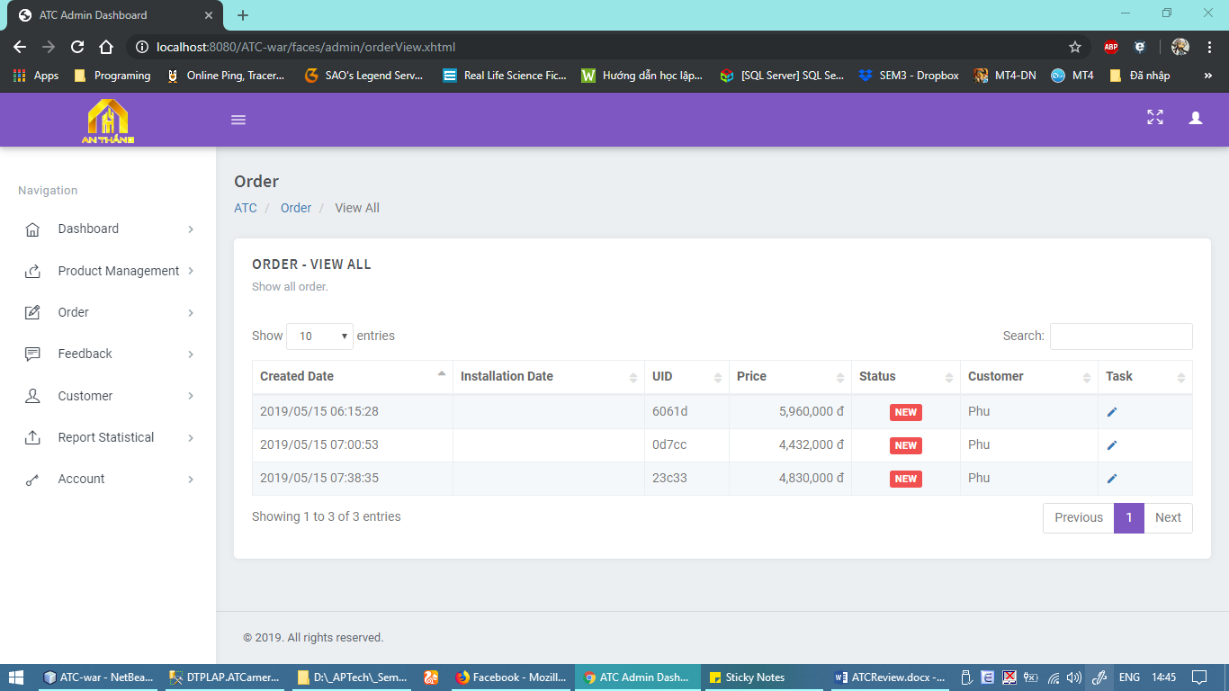 ATC Admin Dashboard
localhost:8080/ATC-war/faces/admin/orderView.xhtml
ABP
Apps Programing Online Ping, Tracer... SAO's Legend Serv... Real Life Science Fic... Hướng dẫn học lập... [SQL Server] SQL Se... SEM3 - Dropbox MT4-DN MT4 Đã nhập »
AN THẮNG
Navigation
Dashboard
Product Management
Order
Feedback
Customer
Report Statistical
Account
Order
ATC / Order / View All
ORDER - VIEW ALL
Show all order.
Show 10 entries
Search:
Created Date Installation Date UID Price Status Customer Task
2019/05/15 06:15:28 6061d 5,960,000 đ NEW Phu
2019/05/15 07:00:53 0d7cc 4,432,000 đ NEW Phu
2019/05/15 07:38:35 23c33 4,830,000 đ NEW Phu
Showing 1 to 3 of 3 entries
Previous 1 Next
© 2019. All rights reserved.
ATC-war - NetBea... DTPLAP.ATCamer... D:\_APTech\_Sem... Facebook - Mozill... ATC Admin Dash... Sticky Notes ATCReview.docx -... ENG 14:45